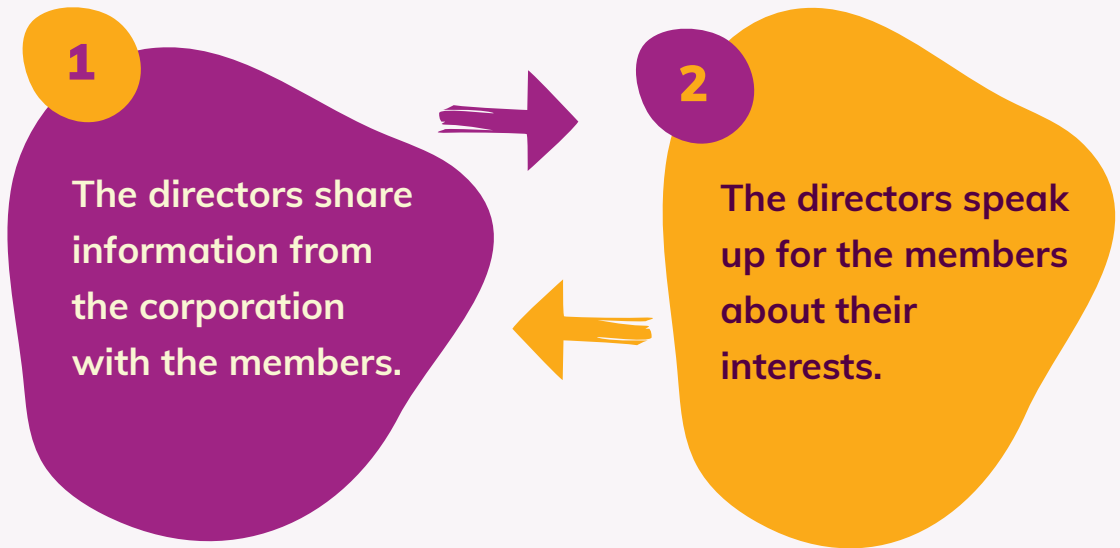 1
The directors share
information from
the corporation
with the members.
2
The directors speak
up for the members
about their
interests.